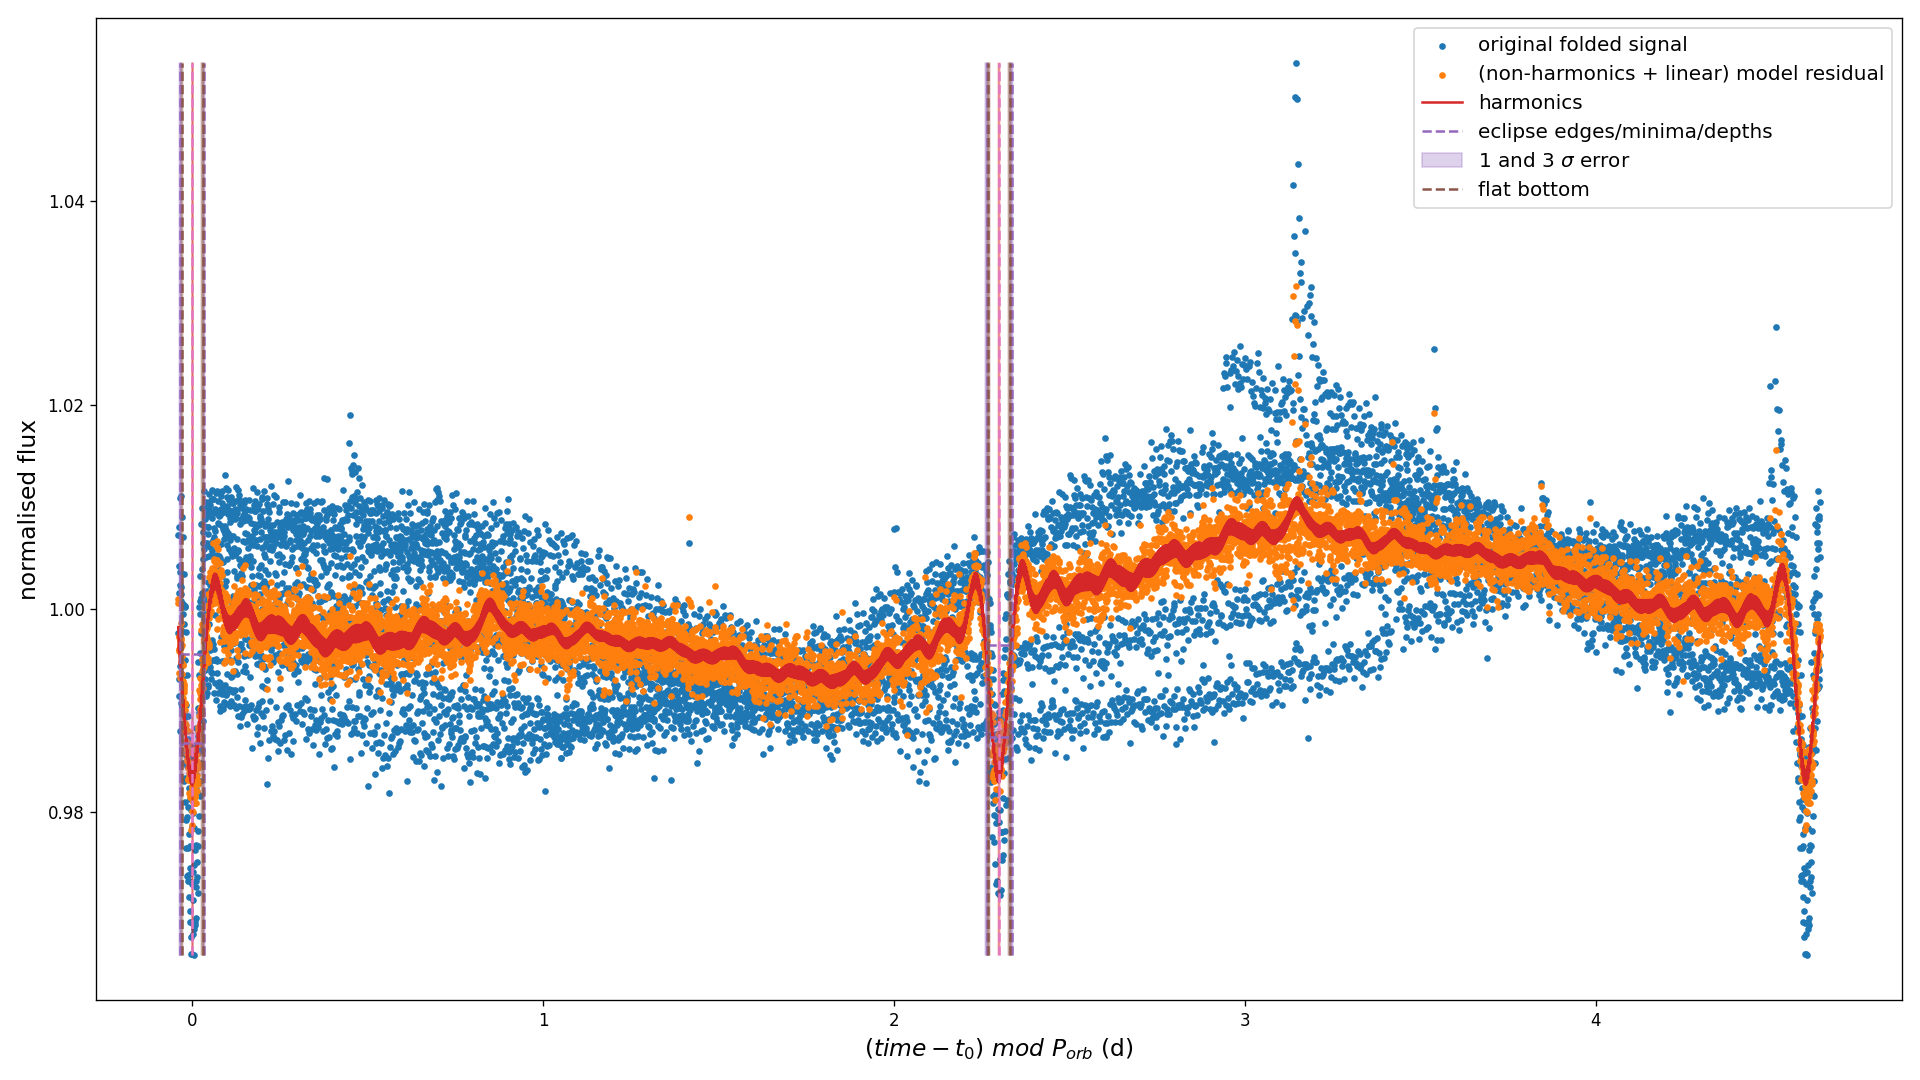 original folded signal
(non-harmonics + linear) model residual
harmonics
eclipse edges/minima/depths
1 and 3 σ error
flat bottom
normalised flux
1.04
1.02
1.00
0.98
0 1 2 3 4
(time − t₀) mod P_orb (d)